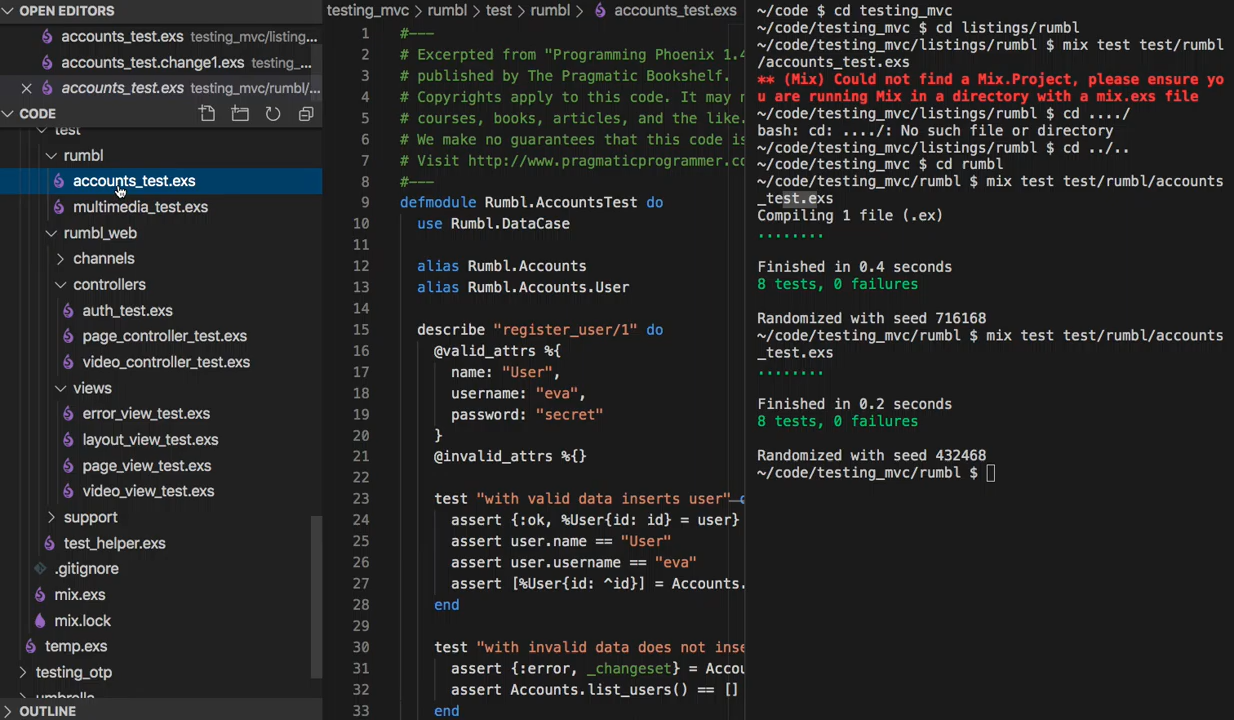 OPEN EDITORS
accounts_test.exs testing_mvc/listing...
accounts_test.change1.exs testing_...
accounts_test.exs testing_mvc/rumbl/...
CODE
test
rumbl
accounts_test.exs
multimedia_test.exs
rumbl_web
channels
controllers
auth_test.exs
page_controller_test.exs
video_controller_test.exs
views
error_view_test.exs
layout_view_test.exs
page_view_test.exs
video_view_test.exs
support
test_helper.exs
.gitignore
mix.exs
mix.lock
temp.exs
testing_otp
umbrella
OUTLINE
testing_mvc > rumbl > test > rumbl > accounts_test.exs
1 #---
2 # Excerpted from "Programming Phoenix 1.4
3 # published by The Pragmatic Bookshelf.
4 # Copyrights apply to this code. It may
5 # courses, books, articles, and the like.
6 # We make no guarantees that this code is
7 # Visit http://www.pragmaticprogrammer.co
8 #---
9 defmodule Rumbl.AccountsTest do
10 use Rumbl.DataCase
11
12 alias Rumbl.Accounts
13 alias Rumbl.Accounts.User
14
15 describe "register_user/1" do
16 @valid_attrs %{
17 name: "User",
18 username: "eva",
19 password: "secret"
20 }
21 @invalid_attrs %{}
22
23 test "with valid data inserts user"
24 assert {:ok, %User{id: id} = user}
25 assert user.name == "User"
26 assert user.username == "eva"
27 assert [%User{id: ^id}] = Accounts.
28 end
29
30 test "with invalid data does not inse
31 assert {:error, _changeset} = Accou
32 assert Accounts.list_users() == []
33 end
~/code $ cd testing_mvc
~/code/testing_mvc $ cd listings/rumbl
~/code/testing_mvc/listings/rumbl $ mix test test/rumbl
/accounts_test.exs
** (Mix) Could not find a Mix.Project, please ensure yo
u are running Mix in a directory with a mix.exs file
~/code/testing_mvc/listings/rumbl $ cd ..../
bash: cd: ..../: No such file or directory
~/code/testing_mvc/listings/rumbl $ cd ../..
~/code/testing_mvc $ cd rumbl
~/code/testing_mvc/rumbl $ mix test test/rumbl/accounts
_test.exs
Compiling 1 file (.ex)
........
Finished in 0.4 seconds
8 tests, 0 failures
Randomized with seed 716168
~/code/testing_mvc/rumbl $ mix test test/rumbl/accounts
_test.exs
........
Finished in 0.2 seconds
8 tests, 0 failures
Randomized with seed 432468
~/code/testing_mvc/rumbl $